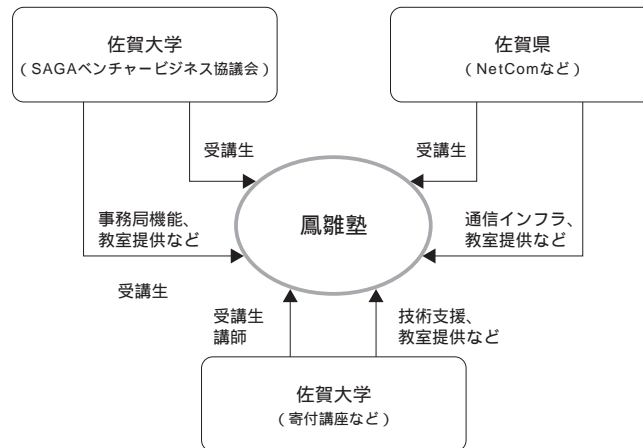 佐賀大学
(SAGAベンチャービジネス協議会)
佐賀県
(NetComなど)
受講生
受講生
鳳雛塾
事務局機能、
教室提供など
通信インフラ、
教室提供など
受講生
受講生
講師
技術支援、
教室提供など
佐賀大学
(寄付講座など)